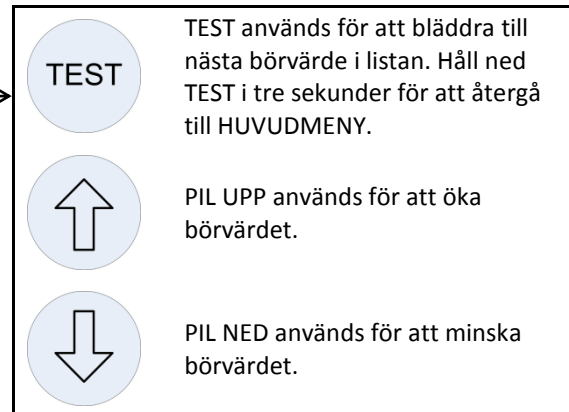 TEST
TEST används för att bläddra till
nästa börvärde i listan. Håll ned
TEST i tre sekunder för att återgå
till HUVUDMENY.
PIL UPP används för att öka
börvärdet.
PIL NED används för att minska
börvärdet.